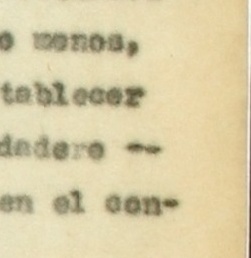 o menos,
tablecer
dadero --
en el con-